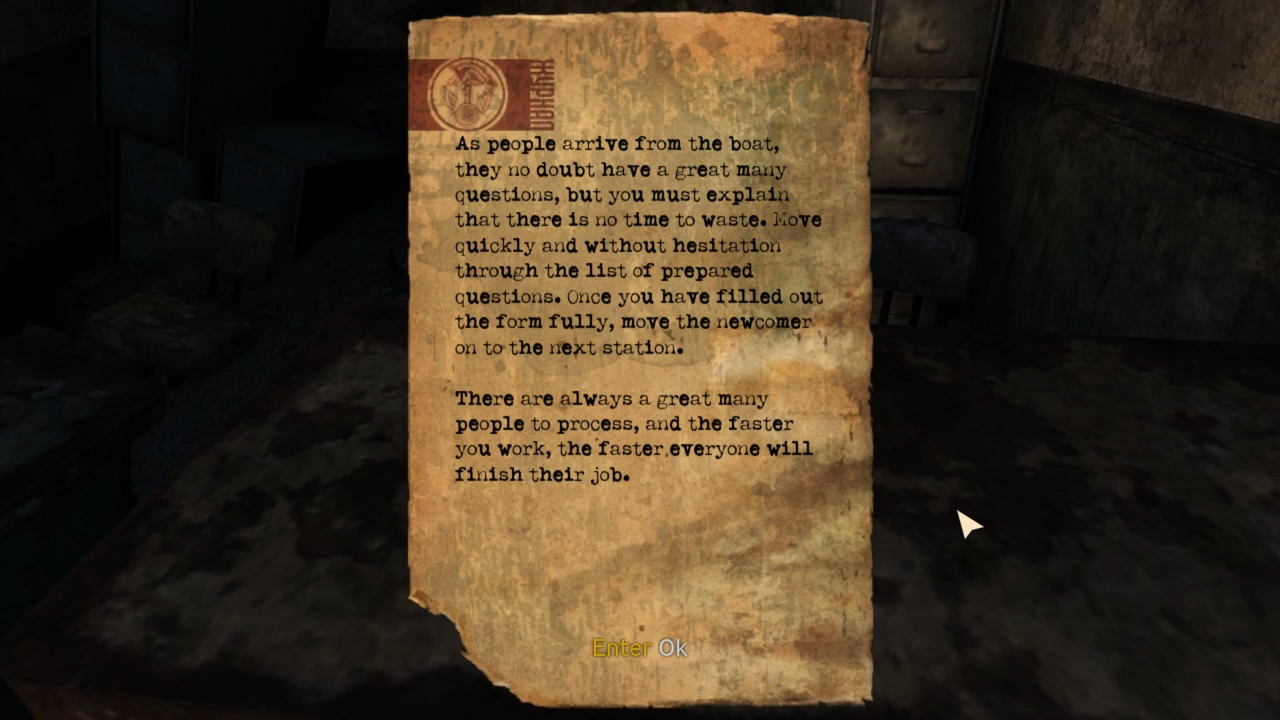 As people arrive from the boat,
they no doubt have a great many
questions, but you must explain
that there is no time to waste. Move
quickly and without hesitation
through the list of prepared
questions. Once you have filled out
the form fully, move the newcomer
on to the next station.
There are always a great many
people to process, and the faster
you work, the faster everyone will
finish their job.
Enter Ok